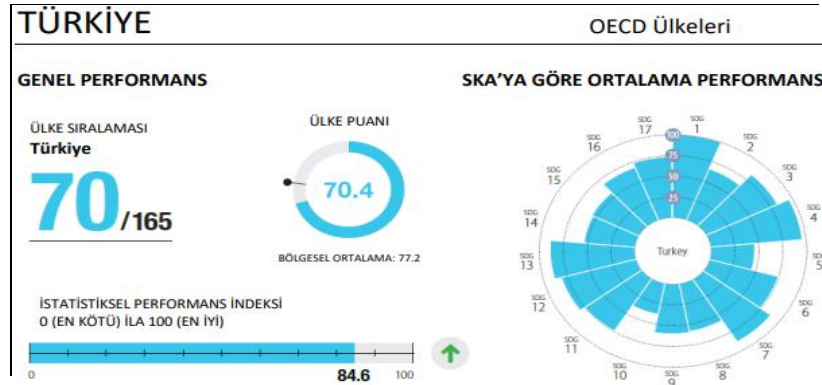 TÜRKİYE
OECD Ülkeleri
GENEL PERFORMANS
ÜLKE SIRALAMASI
Türkiye
70/165
ÜLKE PUANI
70.4
BÖLGESEL ORTALAMA: 77.2
İSTATİSTİKSEL PERFORMANS İNDEKSİ
0 (EN KÖTÜ) İLA 100 (EN İYİ)
0
84.6
100
SKA'YA GÖRE ORTALAMA PERFORMANS
100
75
50
25
Turkey
SDG 1
SDG 2
SDG 3
SDG 4
SDG 5
SDG 6
SDG 7
SDG 8
SDG 9
SDG 10
SDG 11
SDG 12
SDG 13
SDG 14
SDG 15
SDG 16
SDG 17